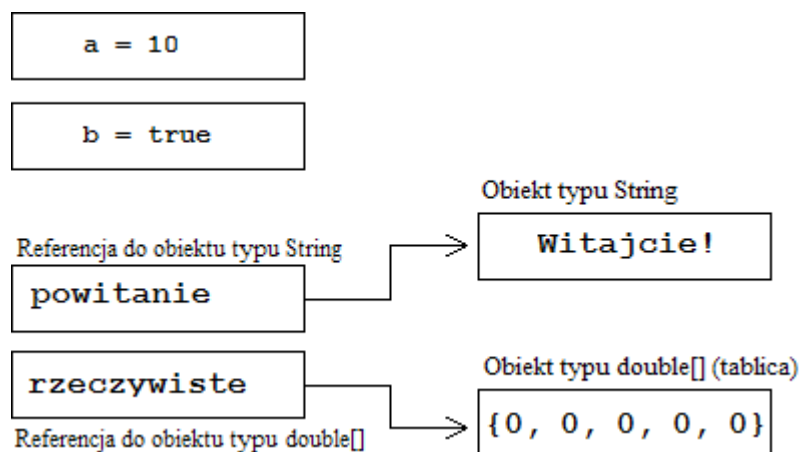 a = 10
b = true
Obiekt typu String
Witajcie!
Referencja do obiektu typu String
powitanie
Obiekt typu double[] (tablica)
rzeczywiste
{0, 0, 0, 0, 0}
Referencja do obiektu typu double[]